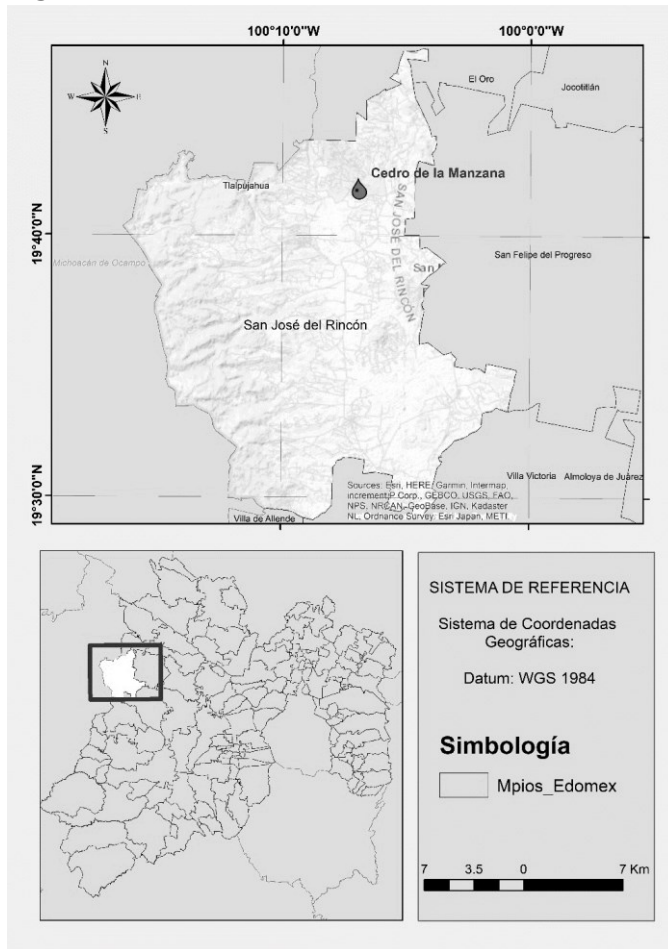 100°10'0"W
100°0'0"W
N
W
E
S
El Oro
Jocotitlán
Tlalpujahua
Cedro de la Manzana
SAN JOSÉ DEL RINCÓN
19°40'0"N
Michoacán de Ocampo
San Felipe del Progreso
San
San José del Rincón
19°30'0"N
Villa Victoria
Almoloya de Juárez
Villa de Allende
Sources: Esri, HERE, Garmin, Intermap,
increment P Corp., GEBCO, USGS, FAO,
NPS, NRCAN, GeoBase, IGN, Kadaster
NL, Ordnance Survey, Esri Japan, METI,
SISTEMA DE REFERENCIA
Sistema de Coordenadas
Geográficas:
Datum: WGS 1984
Simbología
Mpios_Edomex
7 3.5 0 7 Km